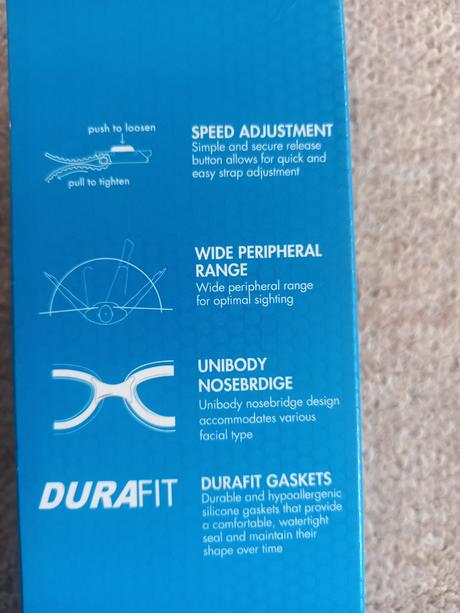 push to loosen
pull to tighten
SPEED ADJUSTMENT
Simple and secure release
button allows for quick and
easy strap adjustment
WIDE PERIPHERAL
RANGE
Wide peripheral range
for optimal sighting
UNIBODY
NOSEBRDIGE
Unibody nosebridge design
accommodates various
facial type
DURAFIT
DURAFIT GASKETS
Durable and hypoallergenic
silicone gaskets that provide
a comfortable, watertight
seal and maintain their
shape over time